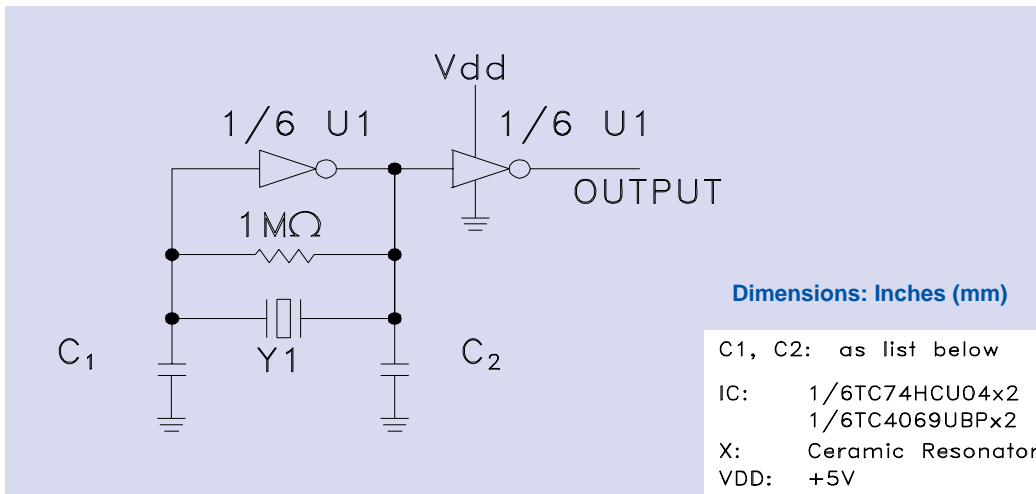 Vdd
1/6 U1
1/6 U1
OUTPUT
1MΩ
C1
Y1
C2
Dimensions: Inches (mm)
C1, C2: as list below
IC: 1/6TC74HCU04x2
1/6TC4069UBPx2
X: Ceramic Resonator
VDD: +5V